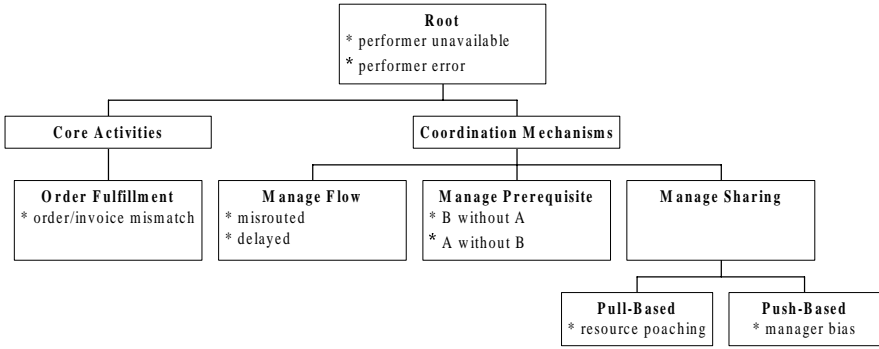 Root
* performer unavailable
* performer error
Core Activities
Coordination Mechanisms
Order Fulfillment
* order/invoice mismatch
Manage Flow
* misrouted
* delayed
Manage Prerequisite
* B without A
* A without B
Manage Sharing
Pull-Based
* resource poaching
Push-Based
* manager bias